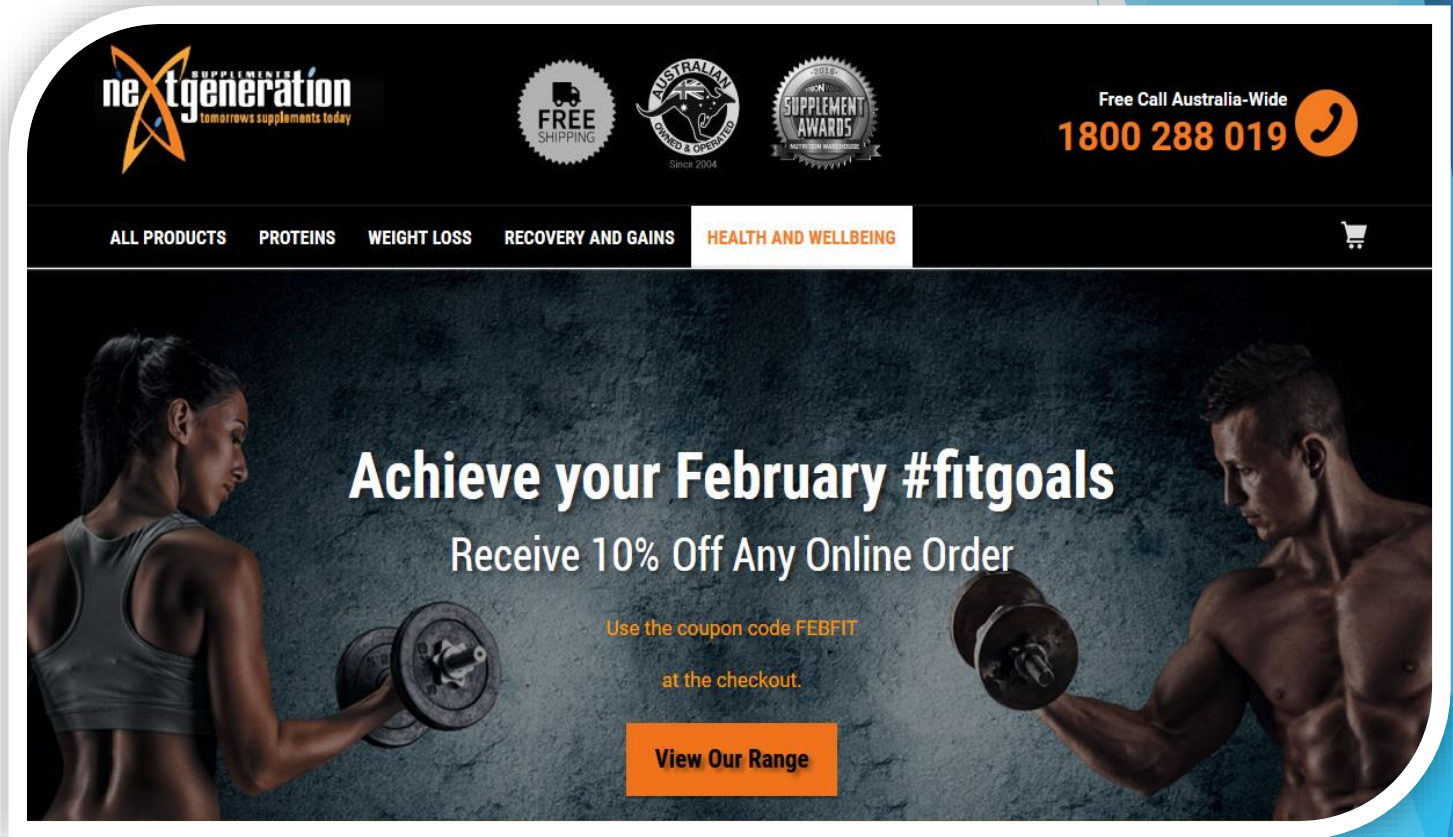 SUPPLEMENTS
nextgeneration
tomorrows supplements today
FREE
SHIPPING
AUSTRALIAN
OWNED & OPERATED
Since 2004
2016
SUPPLEMENT
AWARDS
NUTRITION WAREHOUSE
Free Call Australia-Wide
1800 288 019
ALL PRODUCTS PROTEINS WEIGHT LOSS RECOVERY AND GAINS HEALTH AND WELLBEING
Achieve your February #fitgoals
Receive 10% Off Any Online Order
Use the coupon code FEBFIT
at the checkout.
View Our Range